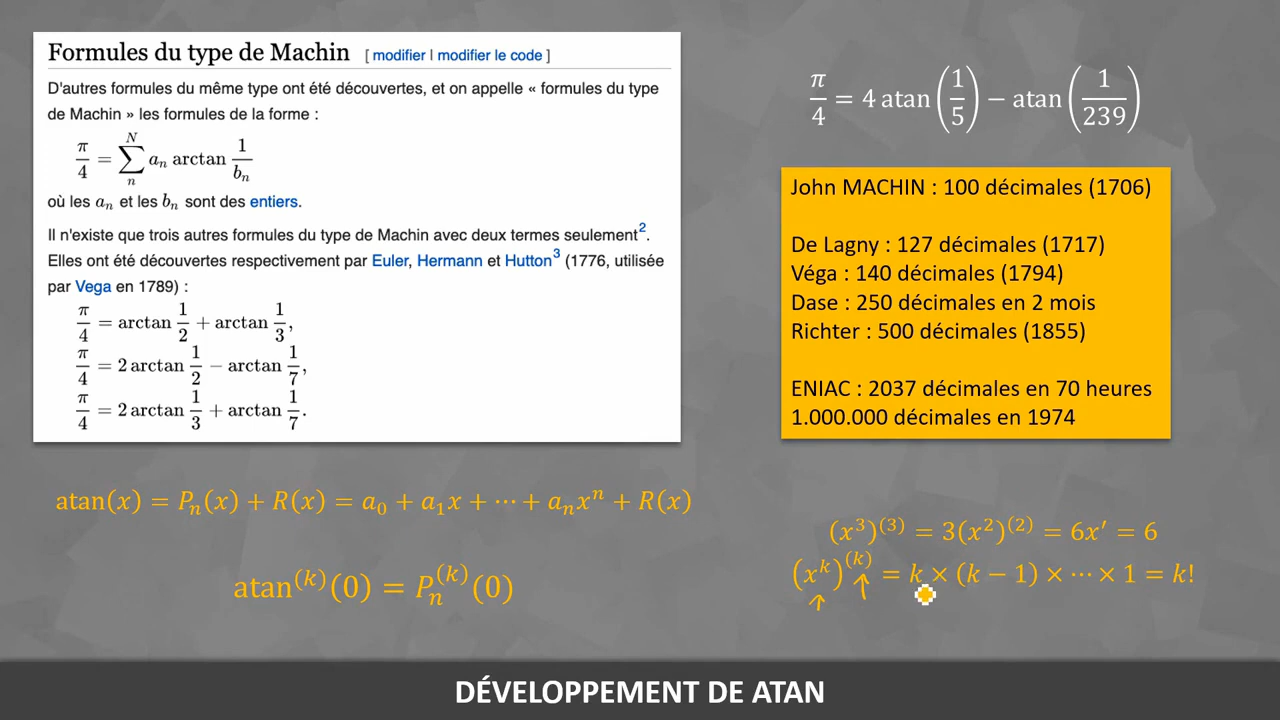 Formules du type de Machin [ modifier | modifier le code ]
D'autres formules du même type ont été découvertes, et on appelle « formules du type
de Machin » les formules de la forme :
π/4 = ∑_n^N a_n arctan 1/b_n
où les a_n et les b_n sont des entiers.
Il n'existe que trois autres formules du type de Machin avec deux termes seulement².
Elles ont été découvertes respectivement par Euler, Hermann et Hutton³ (1776, utilisée
par Vega en 1789) :
π/4 = arctan 1/2 + arctan 1/3,
π/4 = 2 arctan 1/2 − arctan 1/7,
π/4 = 2 arctan 1/3 + arctan 1/7.
π/4 = 4 atan(1/5) − atan(1/239)
John MACHIN : 100 décimales (1706)
De Lagny : 127 décimales (1717)
Véga : 140 décimales (1794)
Dase : 250 décimales en 2 mois
Richter : 500 décimales (1855)
ENIAC : 2037 décimales en 70 heures
1.000.000 décimales en 1974
atan(x) = P_n(x) + R(x) = a_0 + a_1x + ⋯ + a_nx^n + R(x)
atan^(k)(0) = P_n^(k)(0)
(x³)^(3) = 3(x²)^(2) = 6x′ = 6
(x^k)^(k) = k × (k − 1) × ⋯ × 1 = k!
DÉVELOPPEMENT DE ATAN